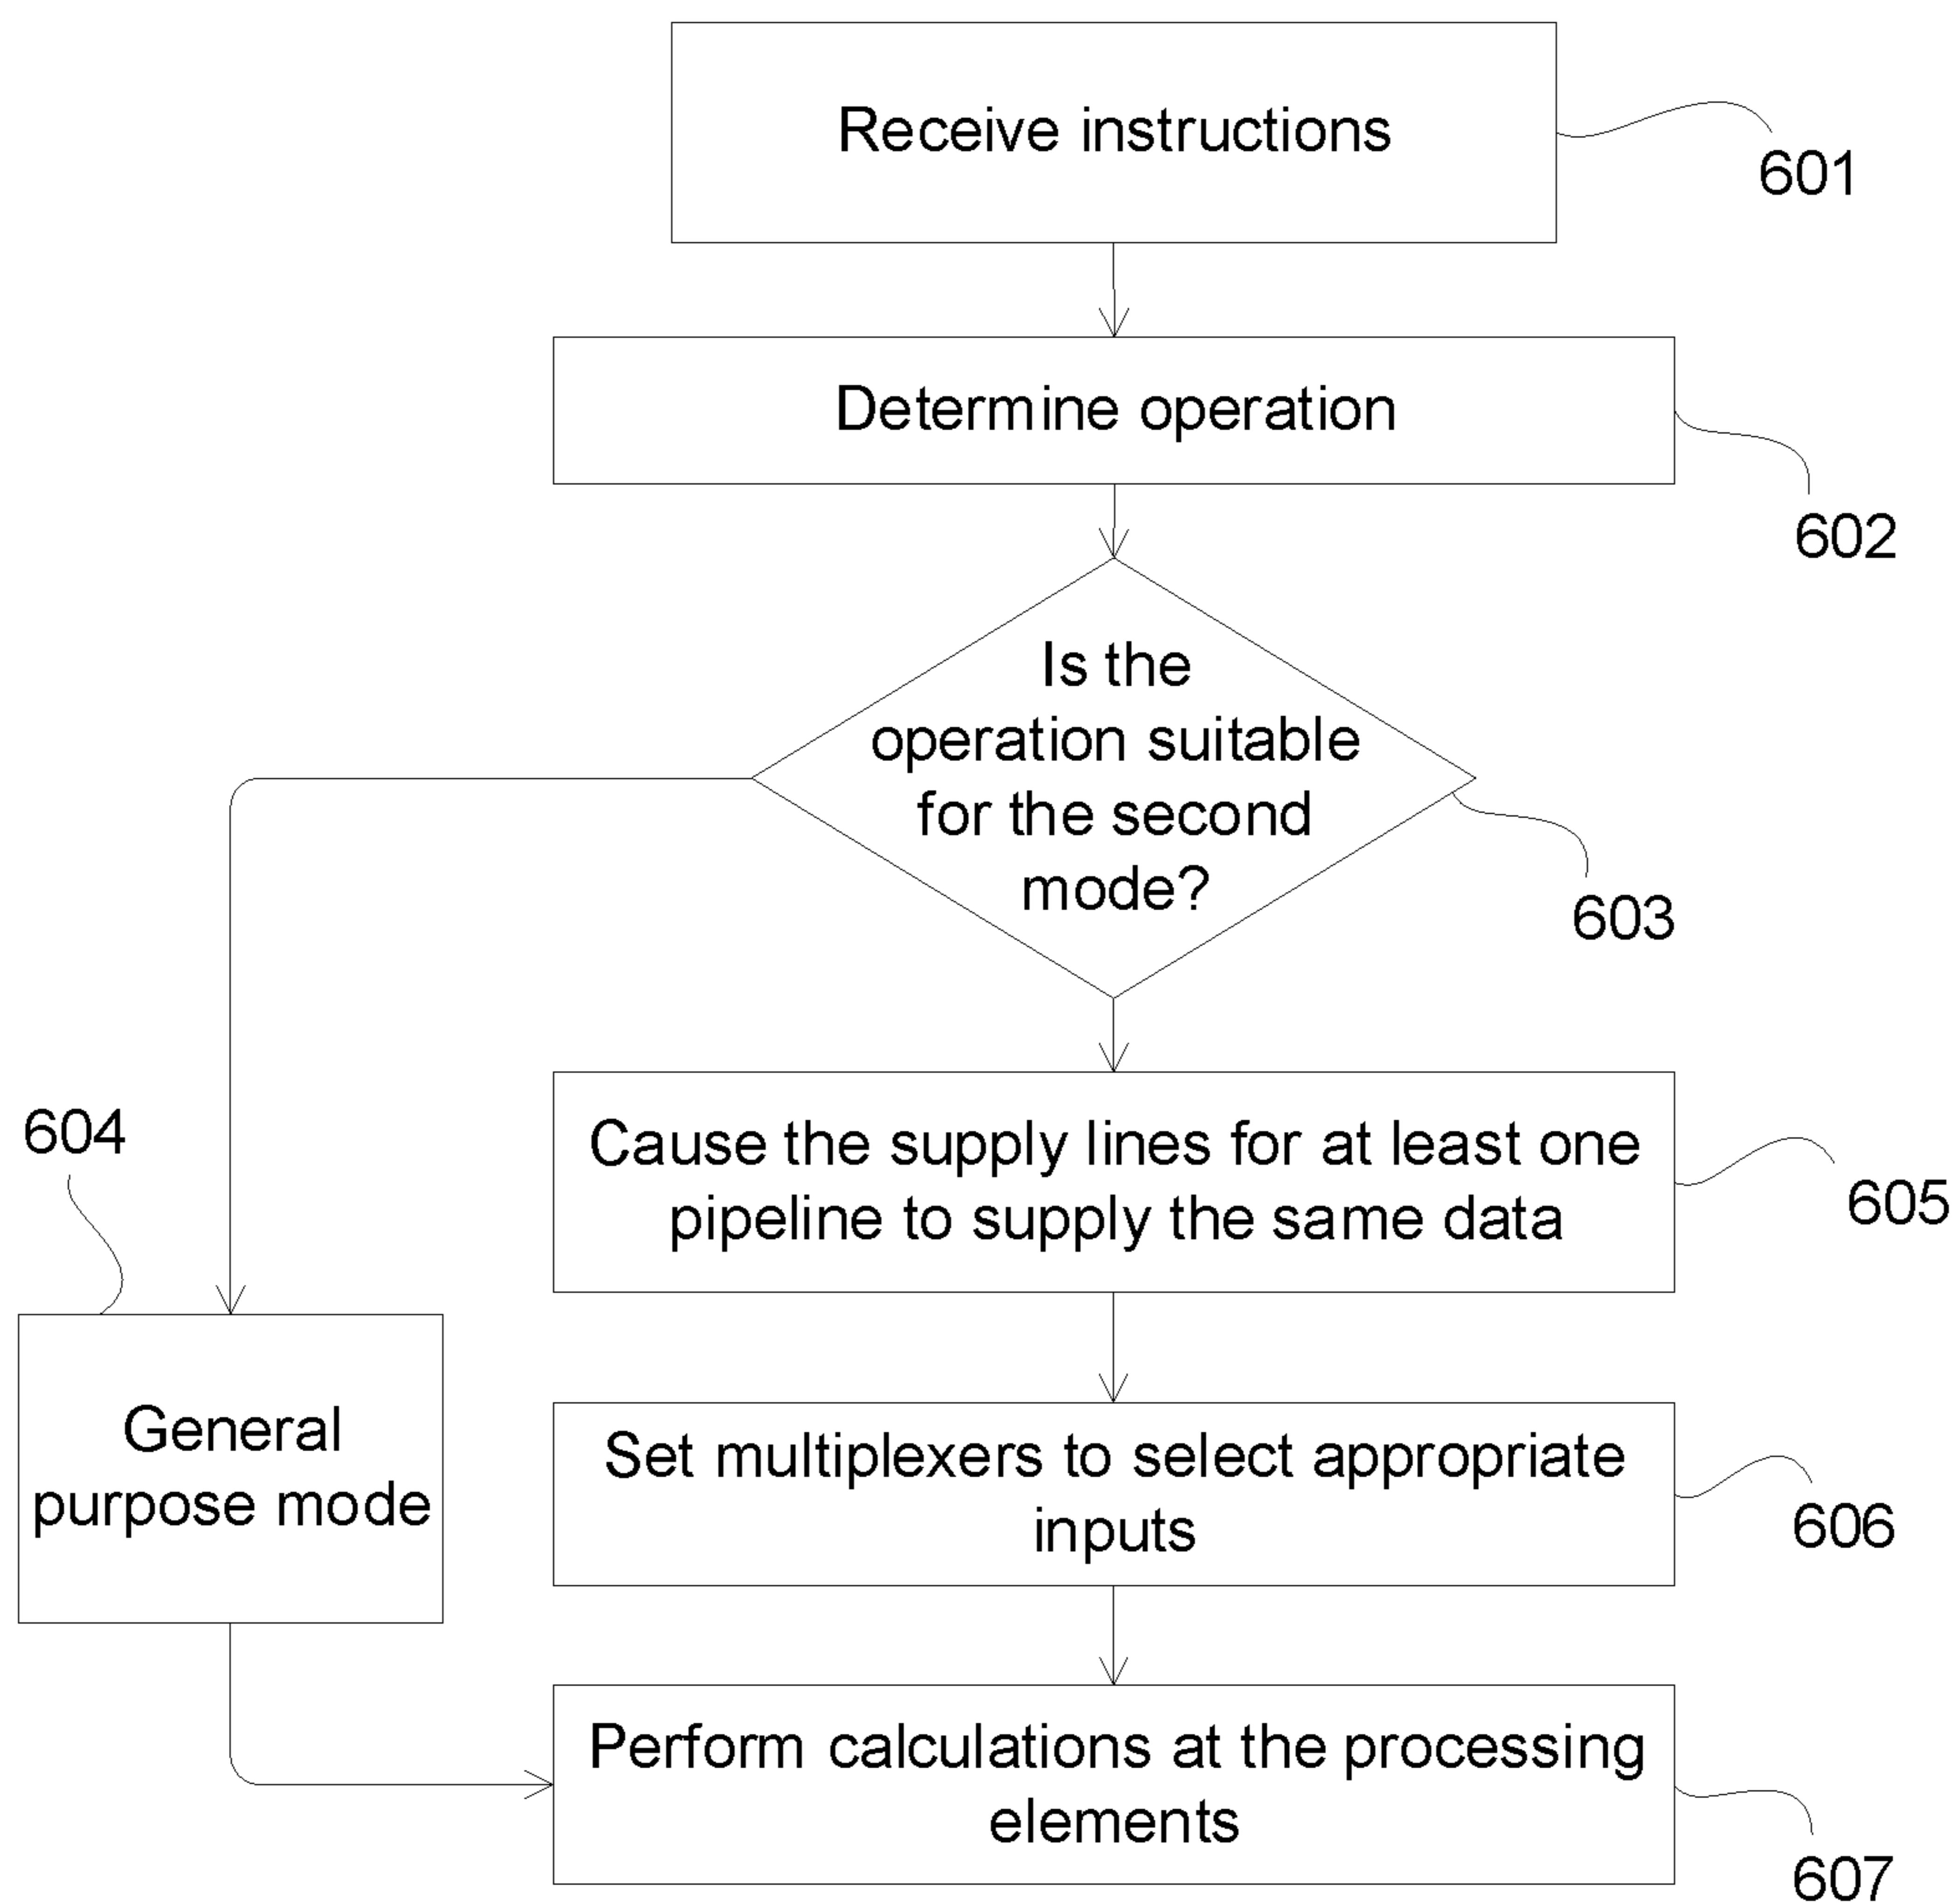 Receive instructions
601
Determine operation
602
Is the
operation suitable
for the second
mode?
603
604
Cause the supply lines for at least one
pipeline to supply the same data
605
General
purpose mode
Set multiplexers to select appropriate
inputs
606
Perform calculations at the processing
elements
607